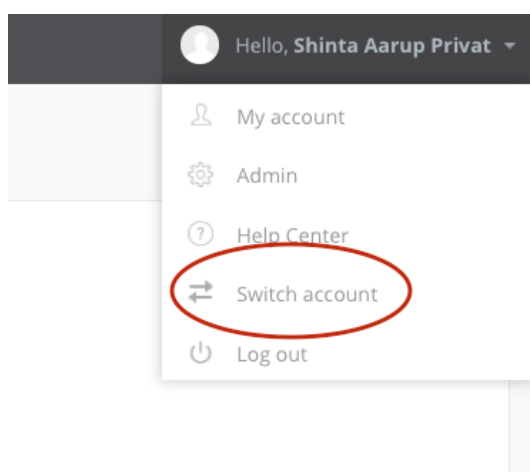 Hello, Shinta Aarup Privat
My account
Admin
Help Center
Switch account
Log out